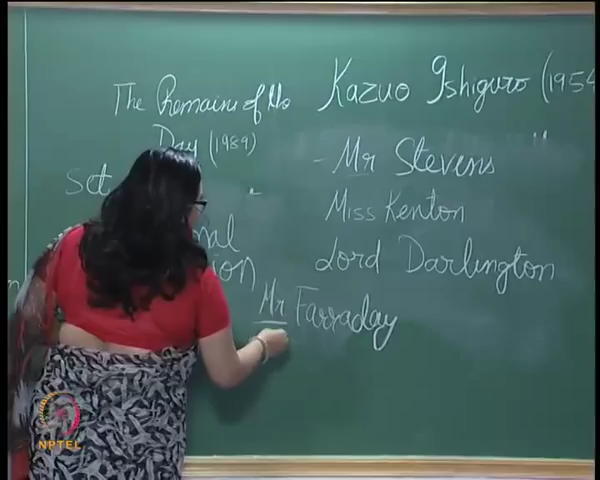 The Remains of the
Day (1989)
Set
Kazuo Ishiguro (1954
- Mr Stevens
Miss Kenton
Lord Darlington
Mr Farraday
NPTEL